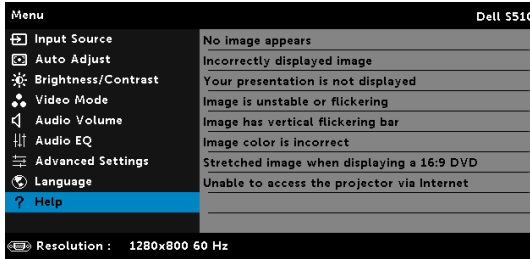 Menu
Dell S510
Input Source
Auto Adjust
Brightness/Contrast
Video Mode
Audio Volume
Audio EQ
Advanced Settings
Language
? Help
No image appears
Incorrectly displayed image
Your presentation is not displayed
Image is unstable or flickering
Image has vertical flickering bar
Image color is incorrect
Stretched image when displaying a 16:9 DVD
Unable to access the projector via Internet
Resolution : 1280x800 60 Hz